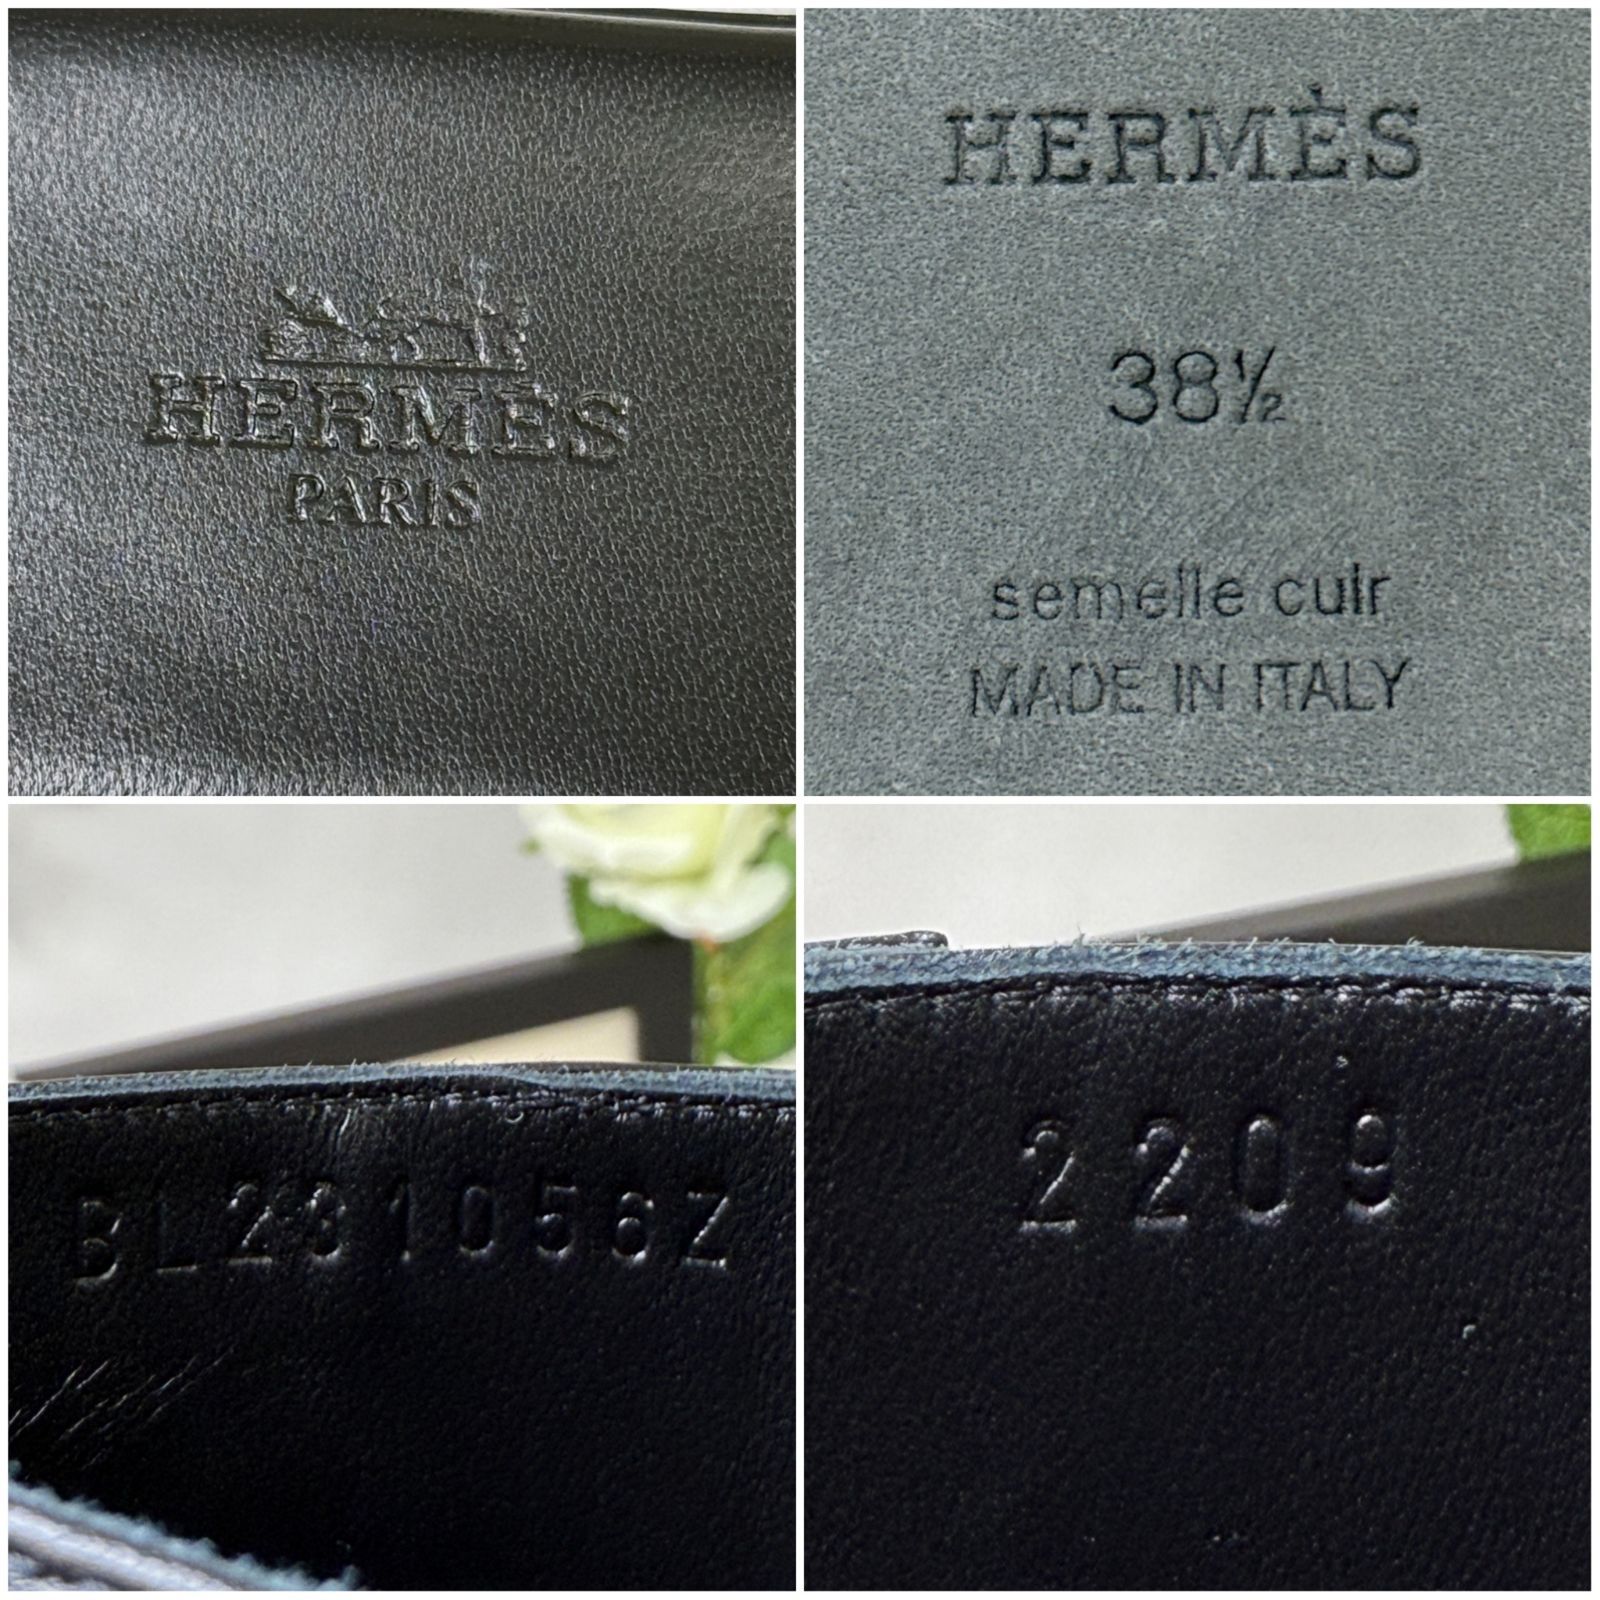 HERMÈS
PARIS
HERMÈS
38½
semelle cuir
MADE IN ITALY
BL231056Z
2209